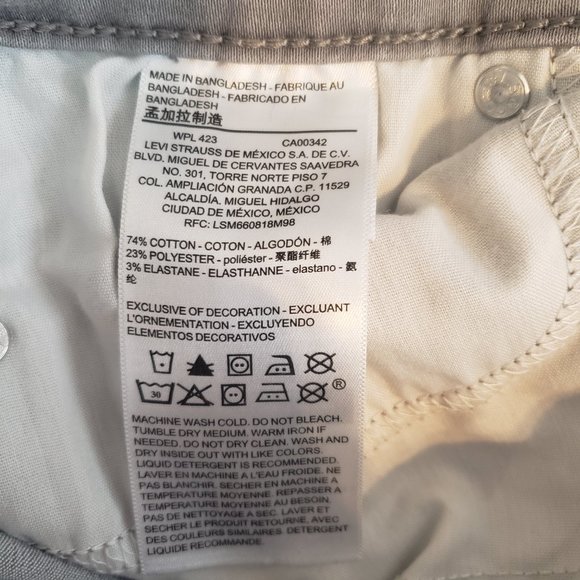 MADE IN BANGLADESH - FABRIQUE AU
BANGLADESH - FABRICADO EN
BANGLADESH
孟加拉制造
WPL 423 CA00342
LEVI STRAUSS DE MÉXICO S.A. DE C.V.
BLVD. MIGUEL DE CERVANTES SAAVEDRA
NO. 301, TORRE NORTE PISO 7
COL. AMPLIACIÓN GRANADA C.P. 11529
ALCALDÍA. MIGUEL HIDALGO
CIUDAD DE MÉXICO, MÉXICO
RFC: LSM660818M98
74% COTTON - COTON - ALGODÓN - 棉
23% POLYESTER - poliéster - 聚酯纤维
3% ELASTANE - ELASTHANNE - elastano - 氨
纶
EXCLUSIVE OF DECORATION - EXCLUANT
L'ORNEMENTATION - EXCLUYENDO
ELEMENTOS DECORATIVOS
30 ®
MACHINE WASH COLD. DO NOT BLEACH.
TUMBLE DRY MEDIUM. WARM IRON IF
NEEDED. DO NOT DRY CLEAN. WASH AND
DRY INSIDE OUT WITH LIKE COLORS.
LIQUID DETERGENT IS RECOMMENDED.
LAVER EN MACHINE À L'EAU FROIDE. NE
PAS BLANCHIR. SÉCHER EN MACHINE À
TEMPÉRATURE MOYENNE. REPASSER À
TEMPÉRATURE MOYENNE AU BESOIN.
PAS DE NETTOYAGE À SEC. LAVER ET
SÉCHER LE PRODUIT RETOURNÉ, AVEC
DES COULEURS SIMILAIRES. DÉTERGENT
LIQUIDE RECOMMANDÉ.